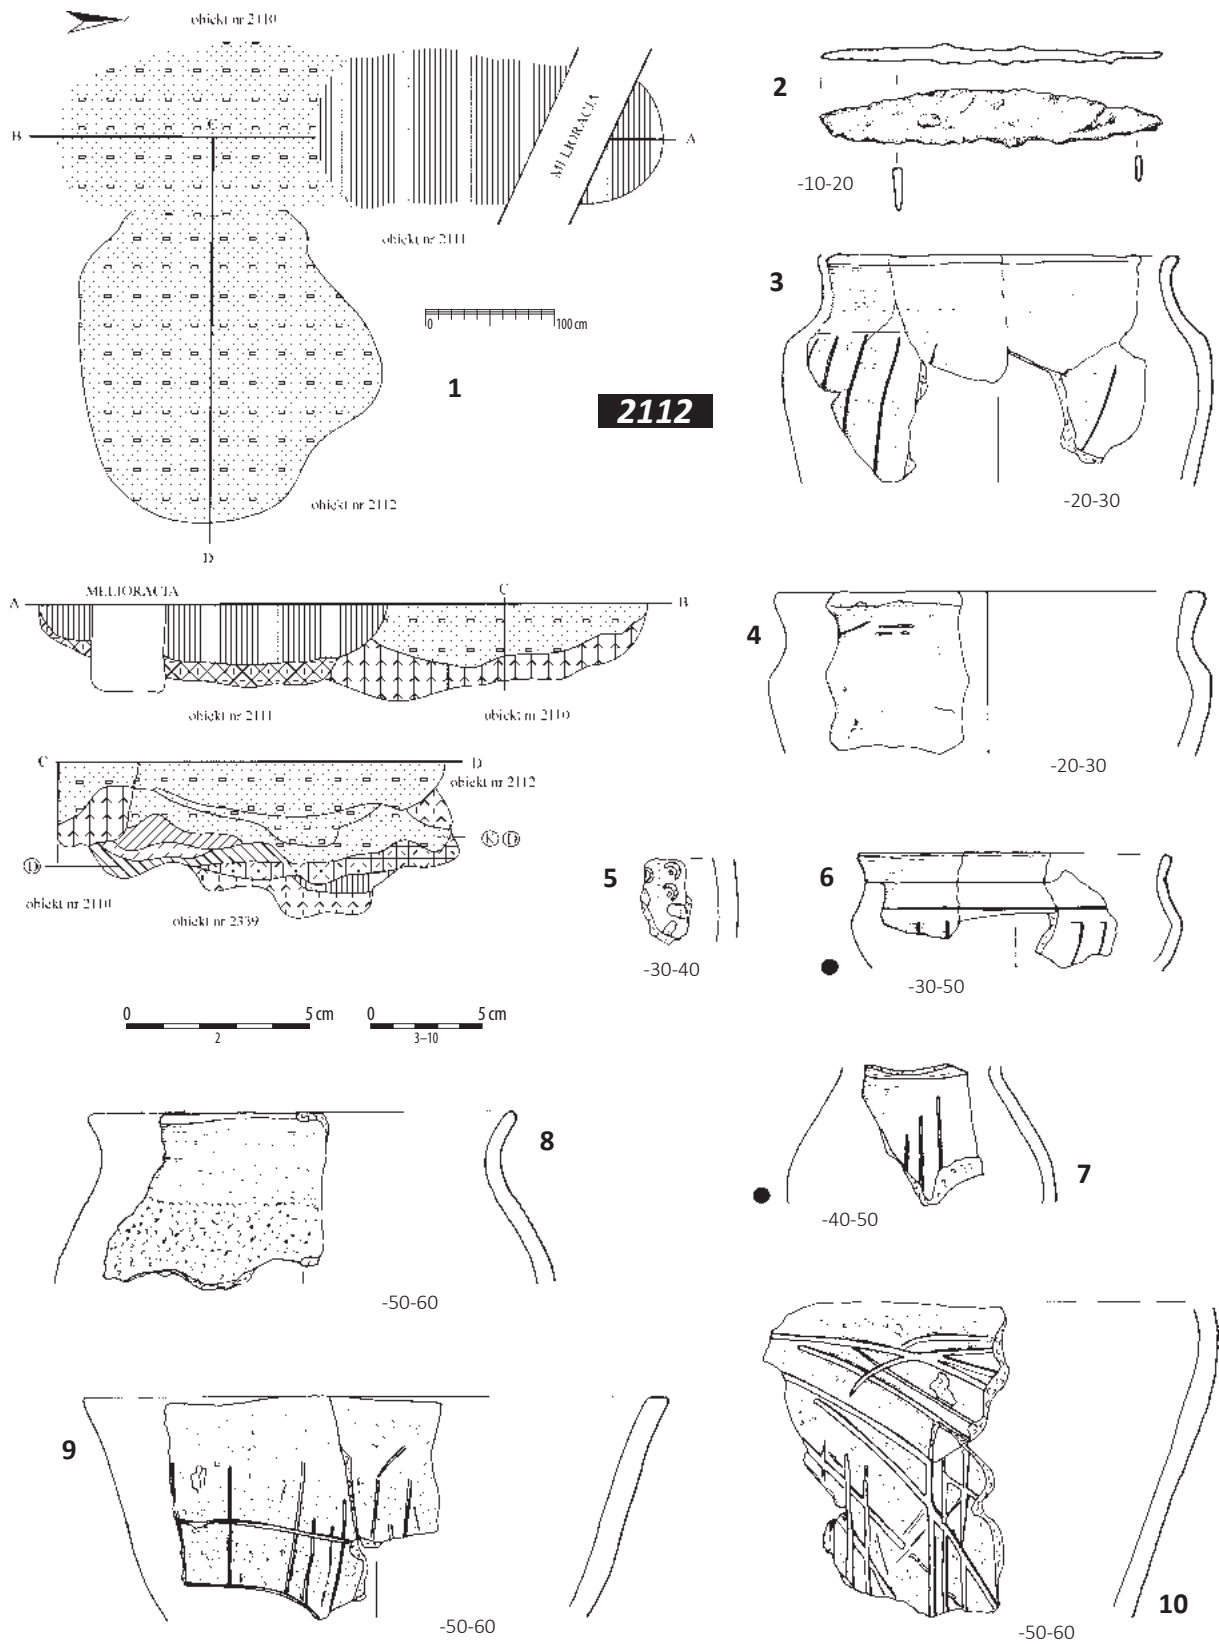 obiekt nr 2110
B
C
A
MELIORACJA
obiekt nr 2111
0 100 cm
1
2112
obiekt nr 2112
D
2
-10-20
3
-20-30
MELIORACJA
A
C
B
obiekt nr 2111
obiekt nr 2110
4
-20-30
C
D
obiekt nr 2112
K D
D
obiekt nr 2110
obiekt nr 2339
5
-30-40
6
-30-50
0 5 cm
2
0 5 cm
3–10
7
-40-50
8
-50-60
9
-50-60
10
-50-60